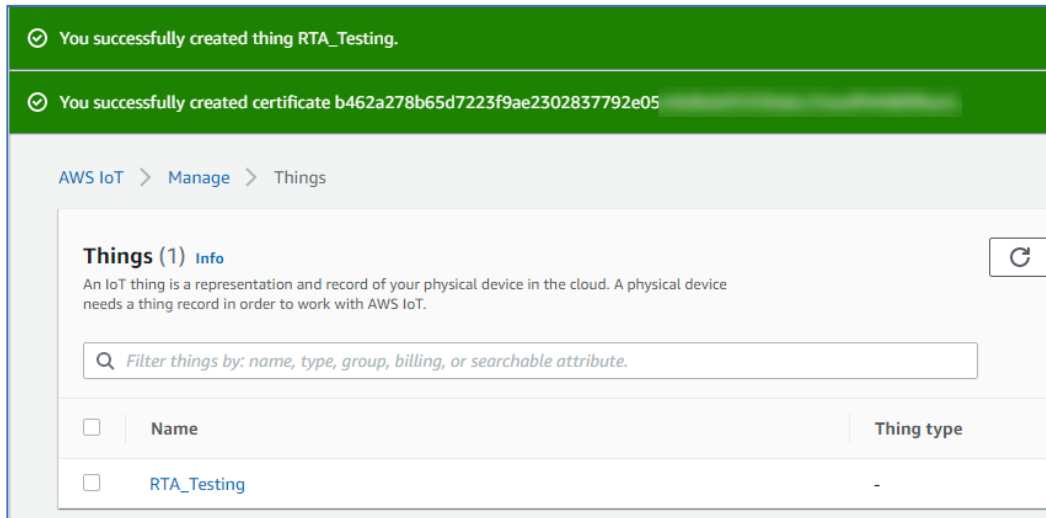 You successfully created thing RTA_Testing.
You successfully created certificate b462a278b65d7223f9ae2302837792e05
AWS IoT > Manage > Things
Things (1) Info
An IoT thing is a representation and record of your physical device in the cloud. A physical device
needs a thing record in order to work with AWS IoT.
Filter things by: name, type, group, billing, or searchable attribute.
Name Thing type
RTA_Testing -